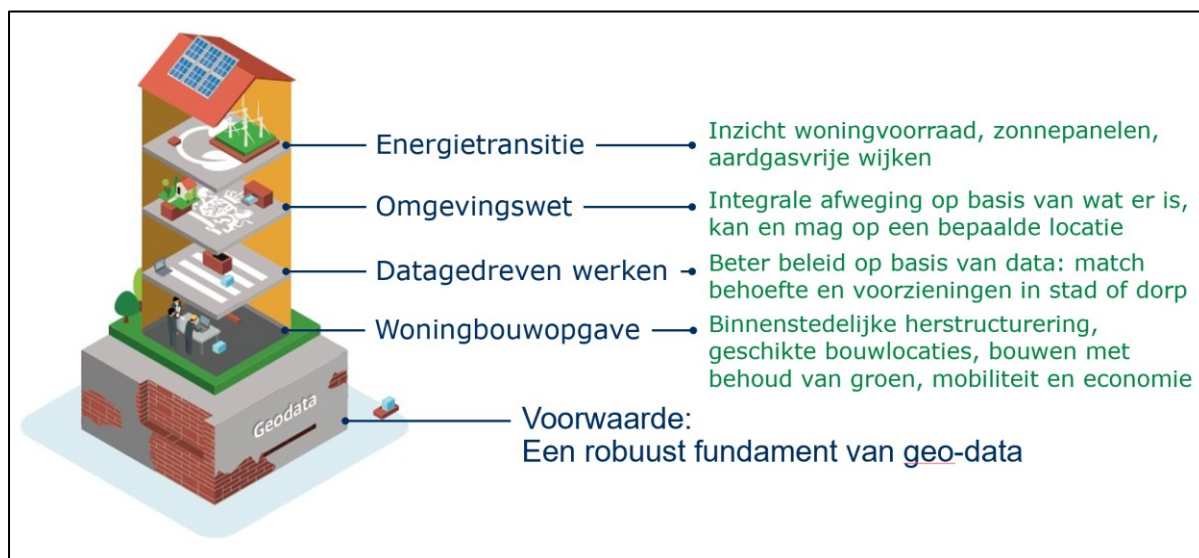 Energietransitie
Inzicht woningvoorraad, zonnepanelen,
aardgasvrije wijken
Omgevingswet
Integrale afweging op basis van wat er is,
kan en mag op een bepaalde locatie
Datagedreven werken
Beter beleid op basis van data: match
behoefte en voorzieningen in stad of dorp
Woningbouwopgave
Binnenstedelijke herstructurering,
geschikte bouwlocaties, bouwen met
behoud van groen, mobiliteit en economie
Geodata
Voorwaarde:
Een robuust fundament van geo-data